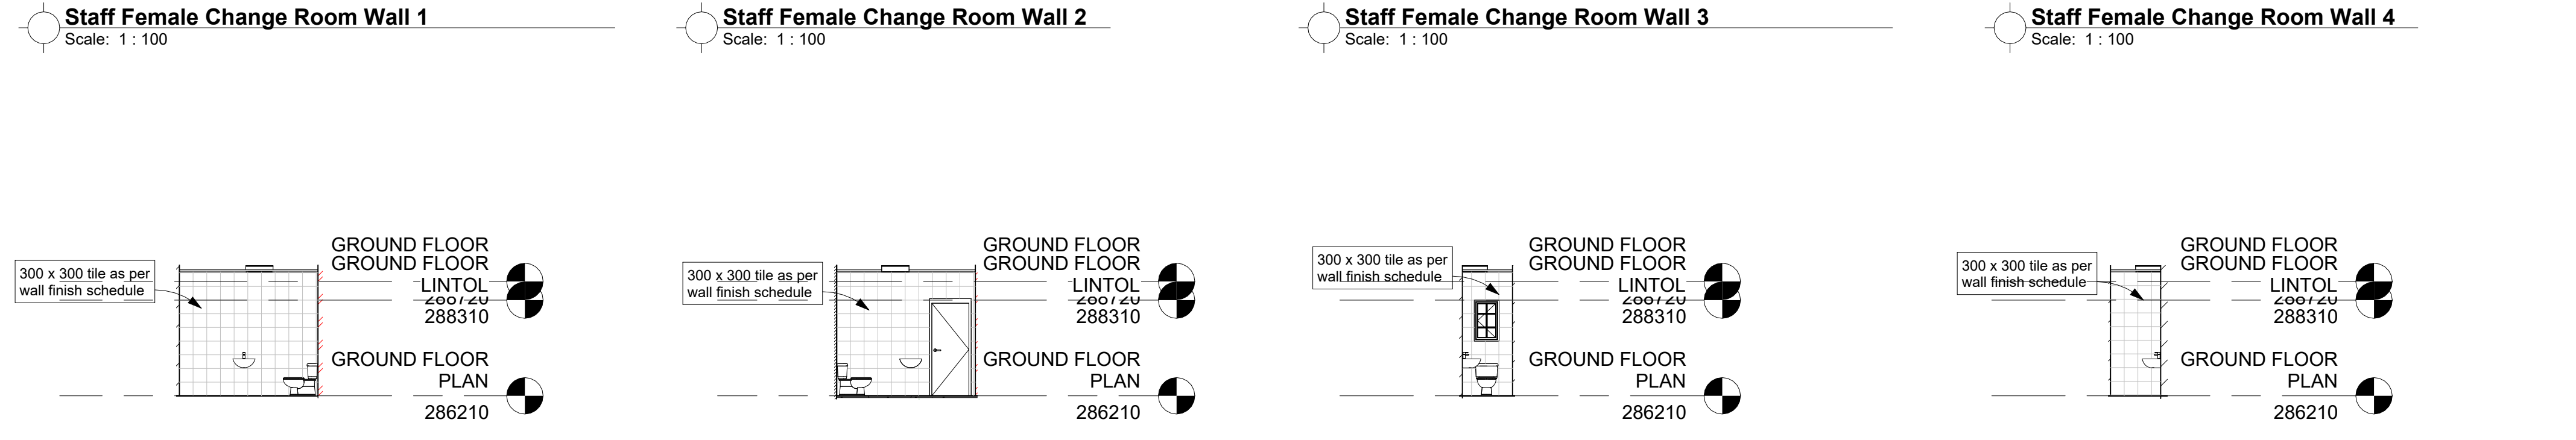 Staff Female Change Room Wall 1
Scale: 1 : 100
300 x 300 tile as per
wall finish schedule
GROUND FLOOR
GROUND FLOOR
LINTOL
288720
288310
GROUND FLOOR
PLAN
286210
Staff Female Change Room Wall 2
Scale: 1 : 100
300 x 300 tile as per
wall finish schedule
GROUND FLOOR
GROUND FLOOR
LINTOL
288720
288310
GROUND FLOOR
PLAN
286210
Staff Female Change Room Wall 3
Scale: 1 : 100
300 x 300 tile as per
wall finish schedule
GROUND FLOOR
GROUND FLOOR
LINTOL
288720
288310
GROUND FLOOR
PLAN
286210
Staff Female Change Room Wall 4
Scale: 1 : 100
300 x 300 tile as per
wall finish schedule
GROUND FLOOR
GROUND FLOOR
LINTOL
288720
288310
GROUND FLOOR
PLAN
286210